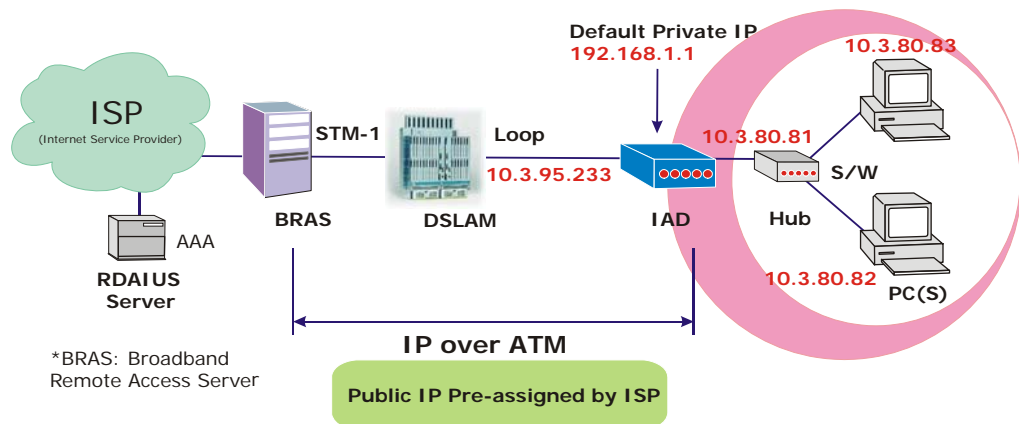 Default Private IP
192.168.1.1
10.3.80.83
ISP
(Internet Service Provider)
STM-1
Loop
10.3.80.81
10.3.95.233
S/W
BRAS
DSLAM
IAD
Hub
AAA
RDAIUS
Server
10.3.80.82
PC(S)
IP over ATM
*BRAS: Broadband
Remote Access Server
Public IP Pre-assigned by ISP